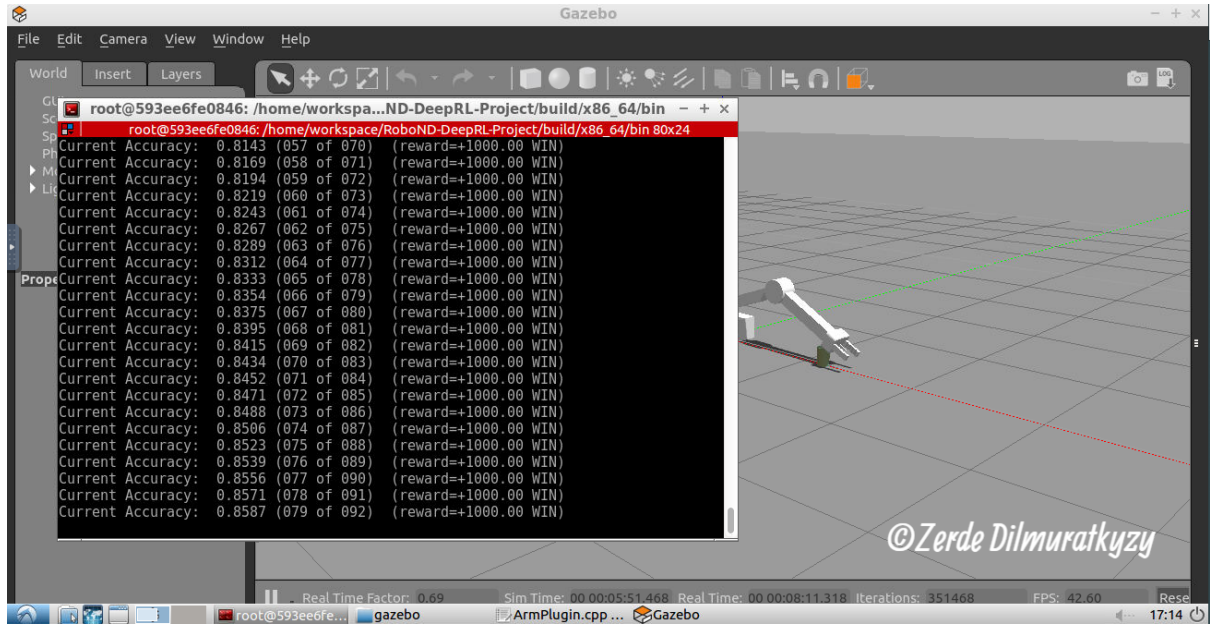 Gazebo
File Edit Camera View Window Help
World Insert Layers
root@593ee6fe0846: /home/workspa...ND-DeepRL-Project/build/x86_64/bin
root@593ee6fe0846: /home/workspace/RoboND-DeepRL-Project/build/x86_64/bin 80x24
Current Accuracy: 0.8143 (057 of 070) (reward=+1000.00 WIN)
Current Accuracy: 0.8169 (058 of 071) (reward=+1000.00 WIN)
Current Accuracy: 0.8194 (059 of 072) (reward=+1000.00 WIN)
Current Accuracy: 0.8219 (060 of 073) (reward=+1000.00 WIN)
Current Accuracy: 0.8243 (061 of 074) (reward=+1000.00 WIN)
Current Accuracy: 0.8267 (062 of 075) (reward=+1000.00 WIN)
Current Accuracy: 0.8289 (063 of 076) (reward=+1000.00 WIN)
Current Accuracy: 0.8312 (064 of 077) (reward=+1000.00 WIN)
Current Accuracy: 0.8333 (065 of 078) (reward=+1000.00 WIN)
Current Accuracy: 0.8354 (066 of 079) (reward=+1000.00 WIN)
Current Accuracy: 0.8375 (067 of 080) (reward=+1000.00 WIN)
Current Accuracy: 0.8395 (068 of 081) (reward=+1000.00 WIN)
Current Accuracy: 0.8415 (069 of 082) (reward=+1000.00 WIN)
Current Accuracy: 0.8434 (070 of 083) (reward=+1000.00 WIN)
Current Accuracy: 0.8452 (071 of 084) (reward=+1000.00 WIN)
Current Accuracy: 0.8471 (072 of 085) (reward=+1000.00 WIN)
Current Accuracy: 0.8488 (073 of 086) (reward=+1000.00 WIN)
Current Accuracy: 0.8506 (074 of 087) (reward=+1000.00 WIN)
Current Accuracy: 0.8523 (075 of 088) (reward=+1000.00 WIN)
Current Accuracy: 0.8539 (076 of 089) (reward=+1000.00 WIN)
Current Accuracy: 0.8556 (077 of 090) (reward=+1000.00 WIN)
Current Accuracy: 0.8571 (078 of 091) (reward=+1000.00 WIN)
Current Accuracy: 0.8587 (079 of 092) (reward=+1000.00 WIN)
©Zerde Dilmuratkyzy
Real Time Factor: 0.69 Sim Time: 00 00:05:51.468 Real Time: 00 00:08:11.318 Iterations: 351468 FPS: 42.60 Rese
root@593ee6fe... gazebo ArmPlugin.cpp ... Gazebo 17:14